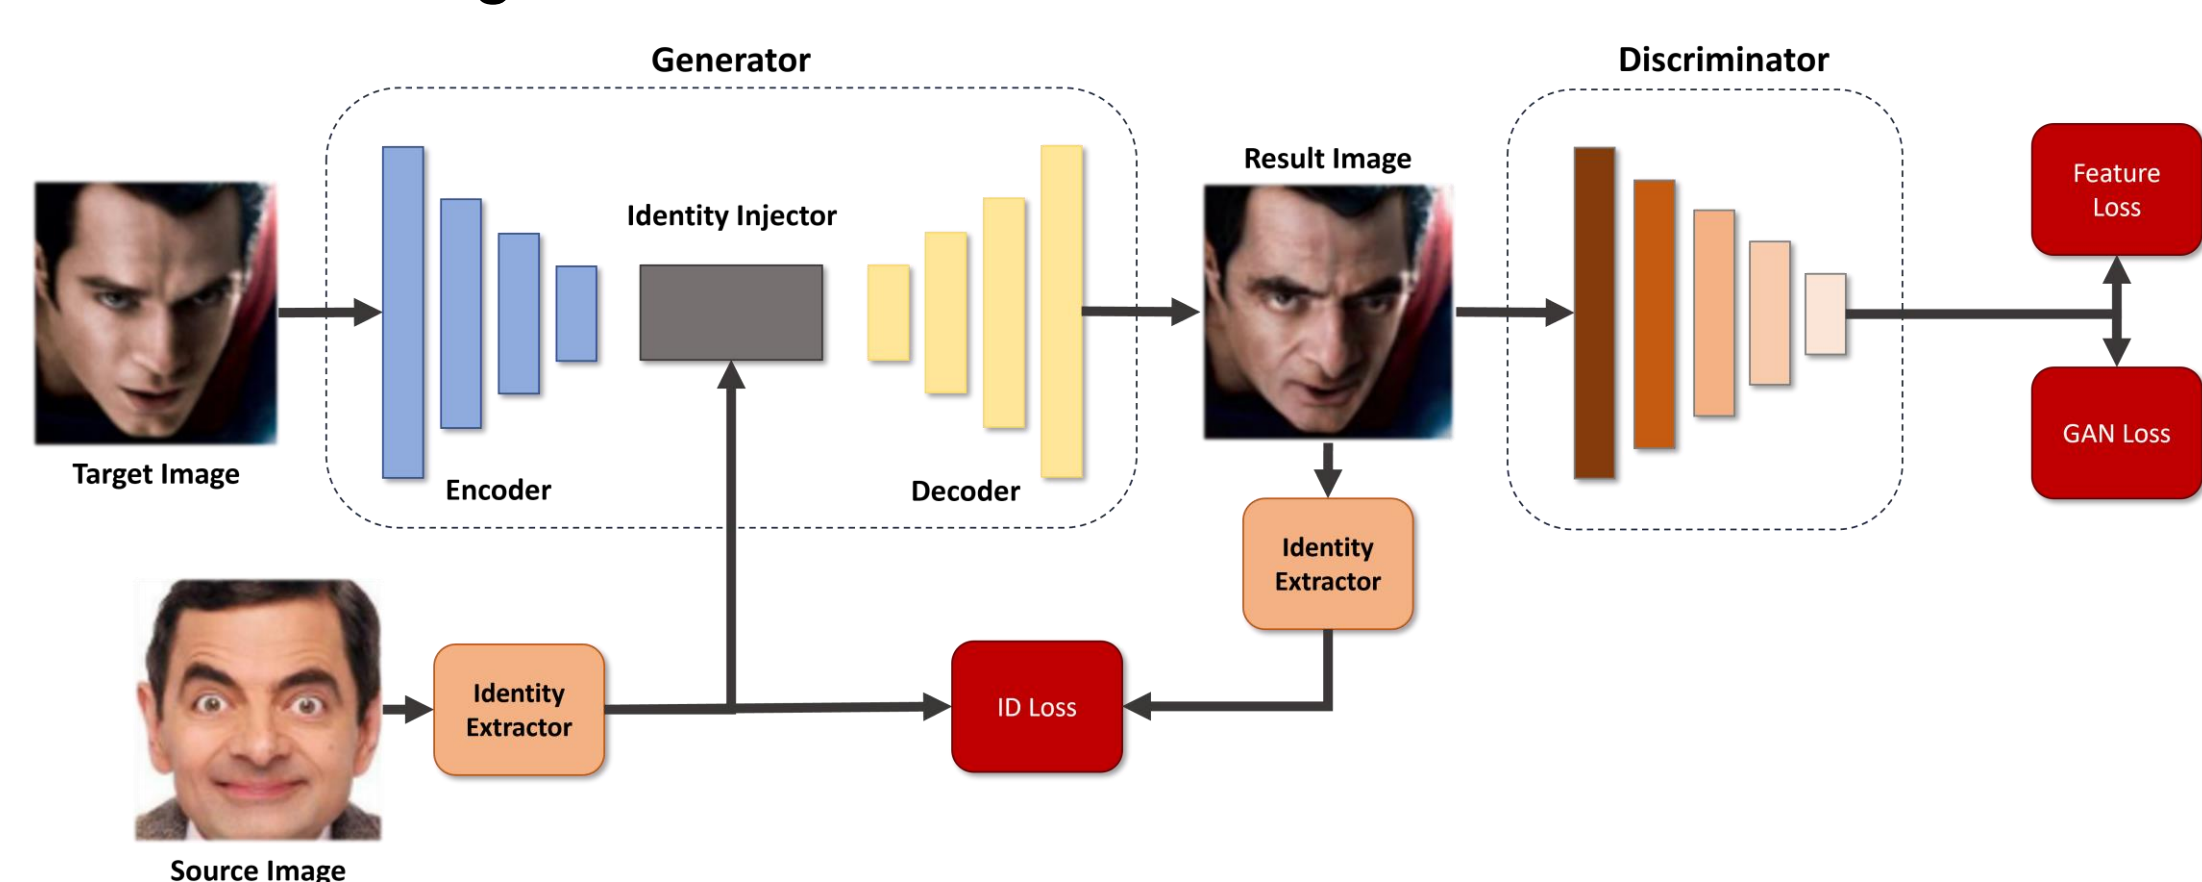 Generator
Discriminator
Result Image
Feature
Loss
Identity Injector
GAN Loss
Target Image
Encoder
Decoder
Identity
Extractor
Identity
Extractor
ID Loss
Source Image